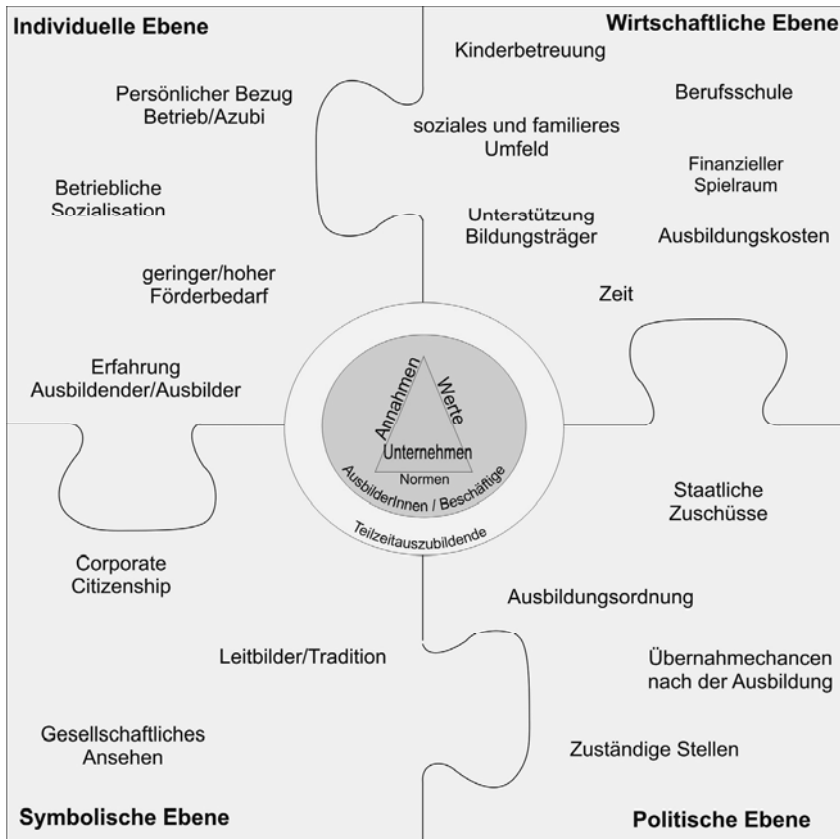 Individuelle Ebene
Persönlicher Bezug
Betrieb/Azubi
Betriebliche
Sozialisation
geringer/hoher
Förderbedarf
Erfahrung
Ausbildender/Ausbilder
Wirtschaftliche Ebene
Kinderbetreuung
Berufsschule
soziales und familieres
Umfeld
Finanzieller
Spielraum
Unterstützung
Bildungsträger
Ausbildungskosten
Zeit
Annahmen
Werte
Unternehmen
Normen
AusbilderInnen / Beschäftige
Teilzeitauszubildende
Corporate
Citizenship
Leitbilder/Tradition
Gesellschaftliches
Ansehen
Symbolische Ebene
Staatliche
Zuschüsse
Ausbildungsordnung
Übernahmechancen
nach der Ausbildung
Zuständige Stellen
Politische Ebene